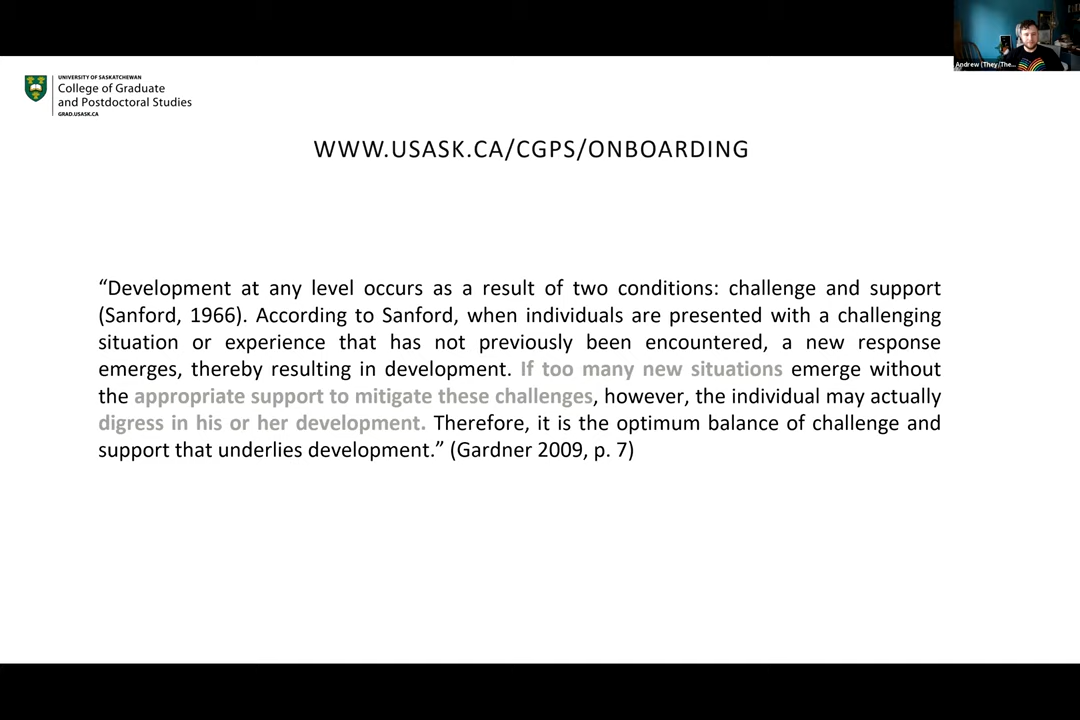 UNIVERSITY OF SASKATCHEWAN
College of Graduate
and Postdoctoral Studies
GRAD.USASK.CA
Andrew (They/The...
WWW.USASK.CA/CGPS/ONBOARDING
“Development at any level occurs as a result of two conditions: challenge and support
(Sanford, 1966). According to Sanford, when individuals are presented with a challenging
situation or experience that has not previously been encountered, a new response
emerges, thereby resulting in development. If too many new situations emerge without
the appropriate support to mitigate these challenges, however, the individual may actually
digress in his or her development. Therefore, it is the optimum balance of challenge and
support that underlies development.” (Gardner 2009, p. 7)